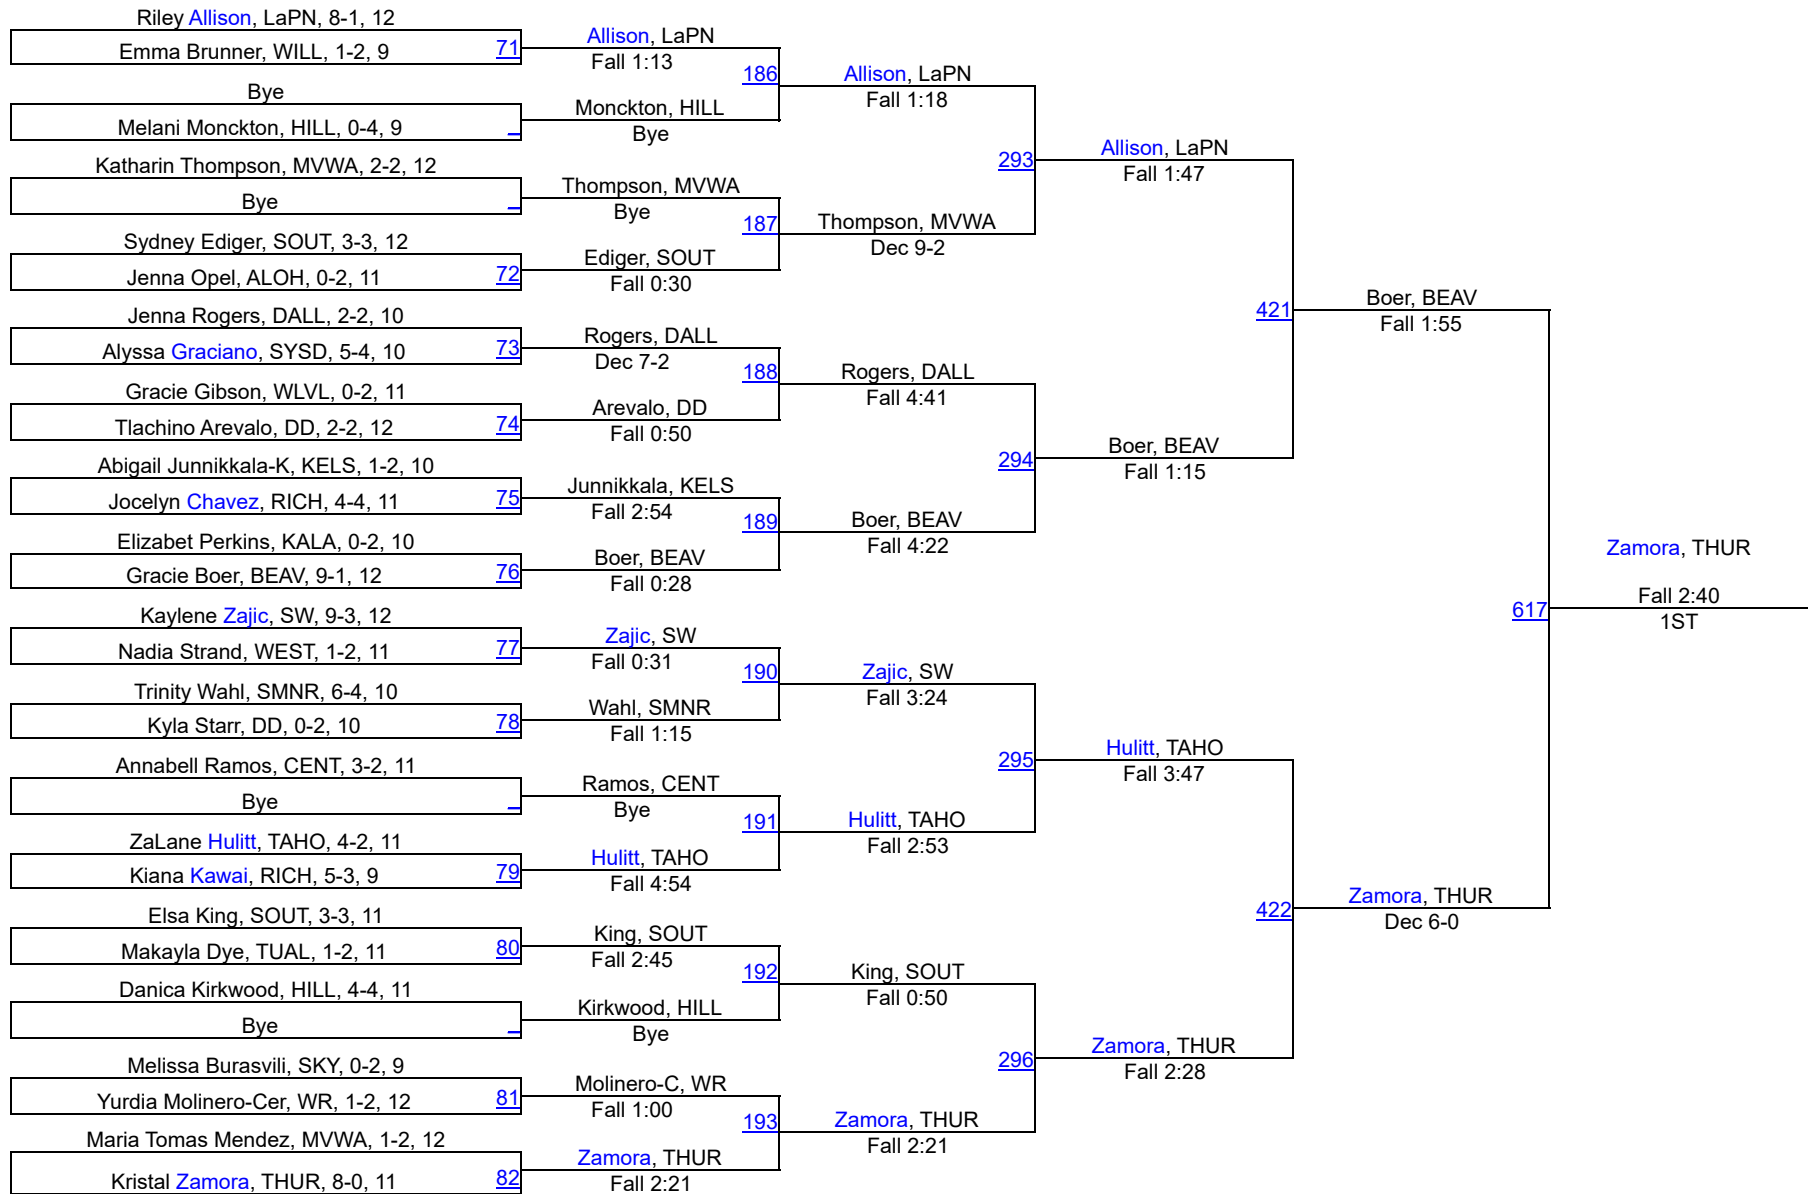 Riley Allison, LaPN, 8-1, 12
Emma Brunner, WILL, 1-2, 9
71
Bye
Melani Monckton, HILL, 0-4, 9
Katharin Thompson, MVWA, 2-2, 12
Bye
Sydney Ediger, SOUT, 3-3, 12
Jenna Opel, ALOH, 0-2, 11
72
Jenna Rogers, DALL, 2-2, 10
Alyssa Graciano, SYSD, 5-4, 10
73
Gracie Gibson, WLVL, 0-2, 11
Tlachino Arevalo, DD, 2-2, 12
74
Abigail Junnikkala-K, KELS, 1-2, 10
Jocelyn Chavez, RICH, 4-4, 11
75
Elizabet Perkins, KALA, 0-2, 10
Gracie Boer, BEAV, 9-1, 12
76
Kaylene Zajic, SW, 9-3, 12
Nadia Strand, WEST, 1-2, 11
77
Trinity Wahl, SMNR, 6-4, 10
Kyla Starr, DD, 0-2, 10
78
Annabell Ramos, CENT, 3-2, 11
Bye
ZaLane Hulitt, TAHO, 4-2, 11
Kiana Kawai, RICH, 5-3, 9
79
Elsa King, SOUT, 3-3, 11
Makayla Dye, TUAL, 1-2, 11
80
Danica Kirkwood, HILL, 4-4, 11
Bye
Melissa Burasvili, SKY, 0-2, 9
Yurdia Molinero-Cer, WR, 1-2, 12
81
Maria Tomas Mendez, MVWA, 1-2, 12
Kristal Zamora, THUR, 8-0, 11
82
Allison, LaPN
Fall 1:13
186
Monckton, HILL
Bye
Thompson, MVWA
Bye
187
Ediger, SOUT
Fall 0:30
Rogers, DALL
Dec 7-2
188
Arevalo, DD
Fall 0:50
Junnikkala, KELS
Fall 2:54
189
Boer, BEAV
Fall 0:28
Zajic, SW
Fall 0:31
190
Wahl, SMNR
Fall 1:15
Ramos, CENT
Bye
191
Hulitt, TAHO
Fall 4:54
King, SOUT
Fall 2:45
192
Kirkwood, HILL
Bye
Molinero-C, WR
Fall 1:00
193
Zamora, THUR
Fall 2:21
Allison, LaPN
Fall 1:18
293
Thompson, MVWA
Dec 9-2
Rogers, DALL
Fall 4:41
294
Boer, BEAV
Fall 4:22
Zajic, SW
Fall 3:24
295
Hulitt, TAHO
Fall 2:53
King, SOUT
Fall 0:50
296
Zamora, THUR
Fall 2:21
Allison, LaPN
Fall 1:47
421
Boer, BEAV
Fall 1:15
Hulitt, TAHO
Fall 3:47
422
Zamora, THUR
Fall 2:28
Boer, BEAV
Fall 1:55
617
Zamora, THUR
Dec 6-0
Zamora, THUR
Fall 2:40
1ST